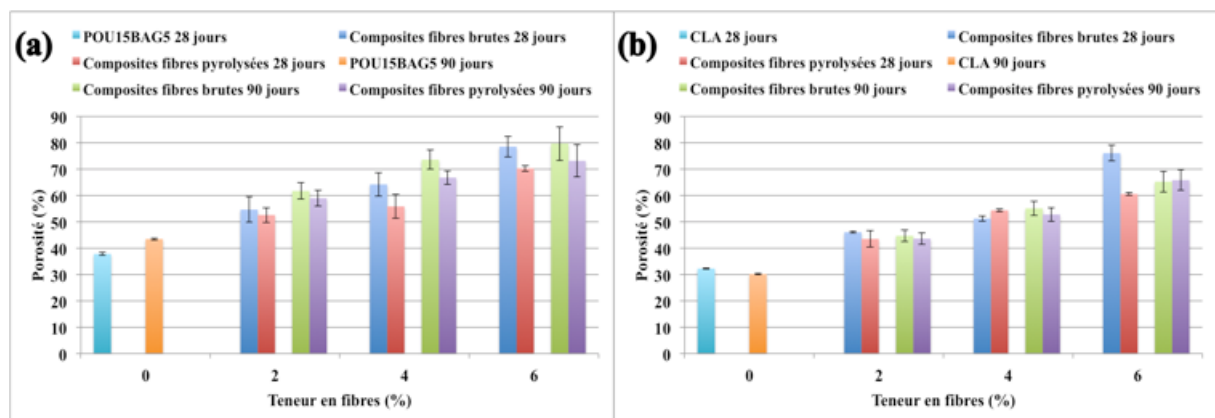 (a)
POU15BAG5 28 jours
Composites fibres brutes 28 jours
Composites fibres pyrolysées 28 jours
POU15BAG5 90 jours
Composites fibres brutes 90 jours
Composites fibres pyrolysées 90 jours
Porosité (%)
90
80
70
60
50
40
30
20
10
0
0 2 4 6
Teneur en fibres (%)
(b)
CLA 28 jours
Composites fibres brutes 28 jours
Composites fibres pyrolysées 28 jours
CLA 90 jours
Composites fibres brutes 90 jours
Composites fibres pyrolysées 90 jours
Porosité (%)
90
80
70
60
50
40
30
20
10
0
0 2 4 6
Teneur en fibres (%)